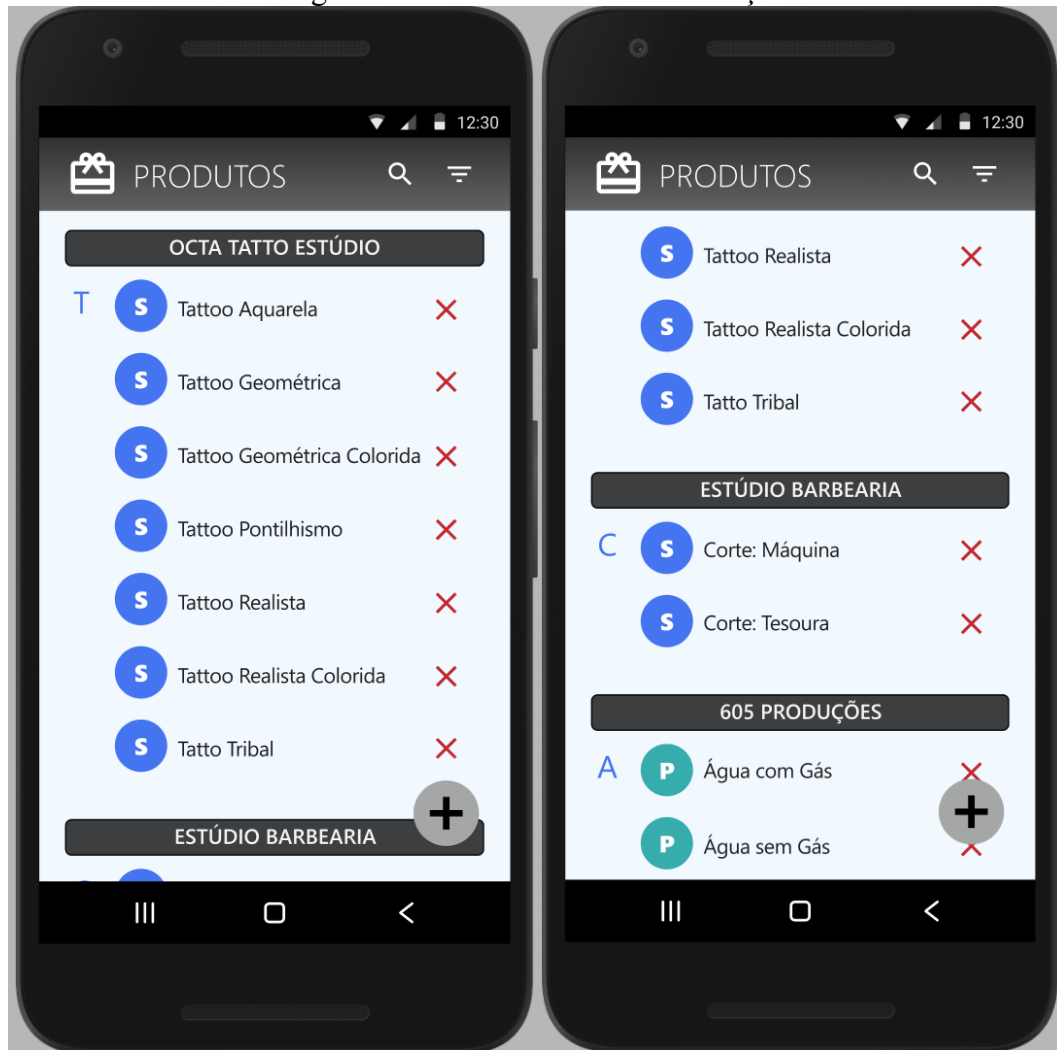 12:30
PRODUTOS
OCTA TATTO ESTÚDIO
T
S Tattoo Aquarela
S Tattoo Geométrica
S Tattoo Geométrica Colorida
S Tattoo Pontilhismo
S Tattoo Realista
S Tattoo Realista Colorida
S Tatto Tribal
ESTÚDIO BARBEARIA
12:30
PRODUTOS
S Tattoo Realista
S Tattoo Realista Colorida
S Tatto Tribal
ESTÚDIO BARBEARIA
C
S Corte: Máquina
S Corte: Tesoura
605 PRODUÇÕES
A
P Água com Gás
P Água sem Gás